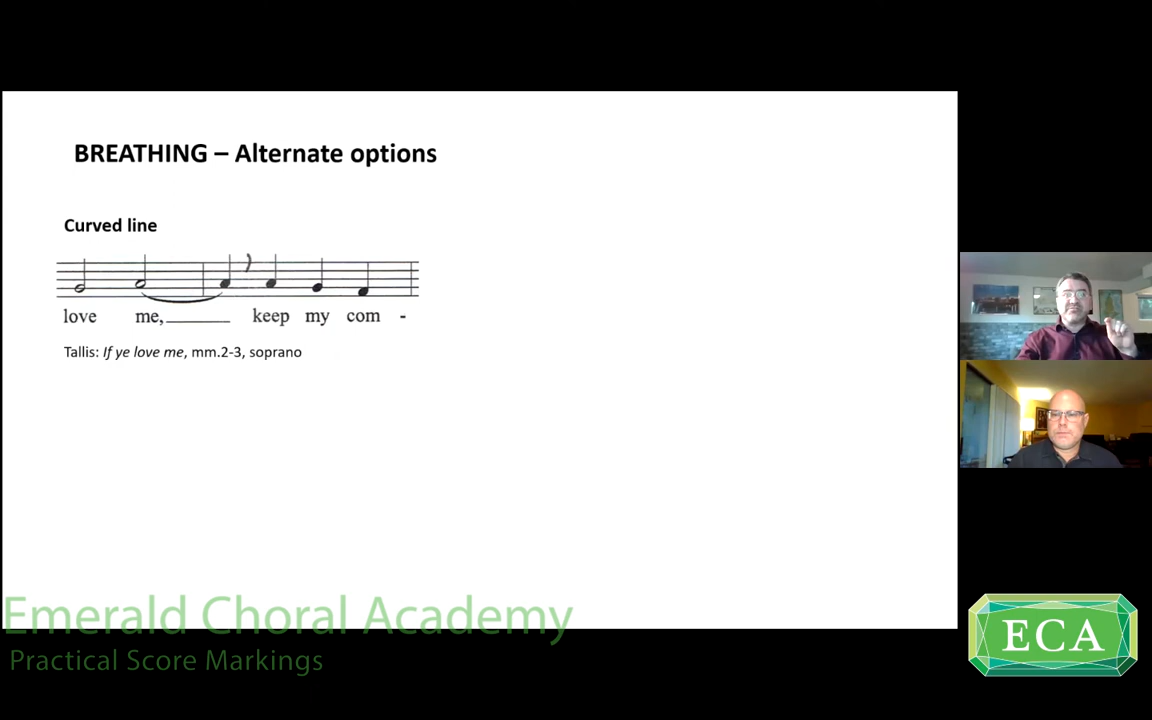 BREATHING – Alternate options
Curved line
love me,_______ keep my com -
Tallis: If ye love me, mm.2-3, soprano
Emerald Choral Academy
Practical Score Markings
ECA